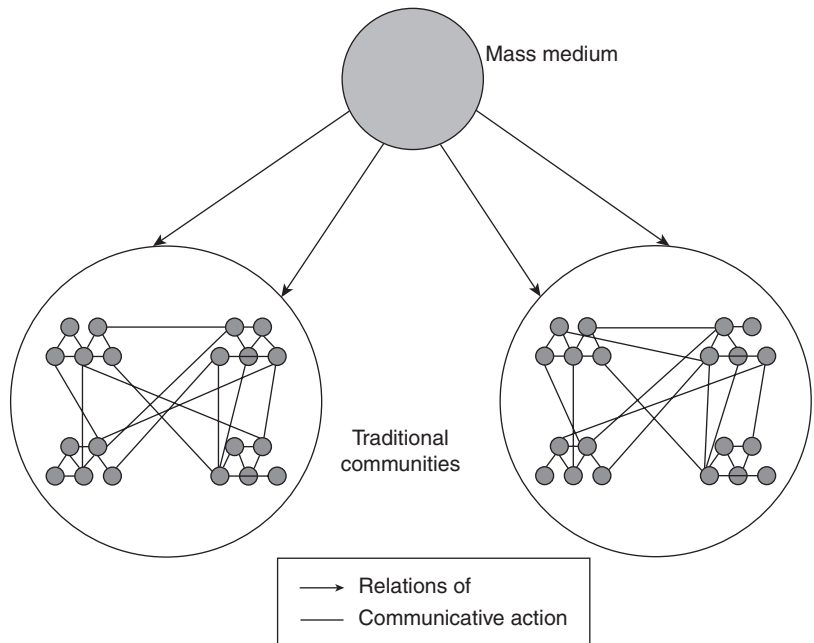 Mass medium
Traditional
communities
Relations of
Communicative action